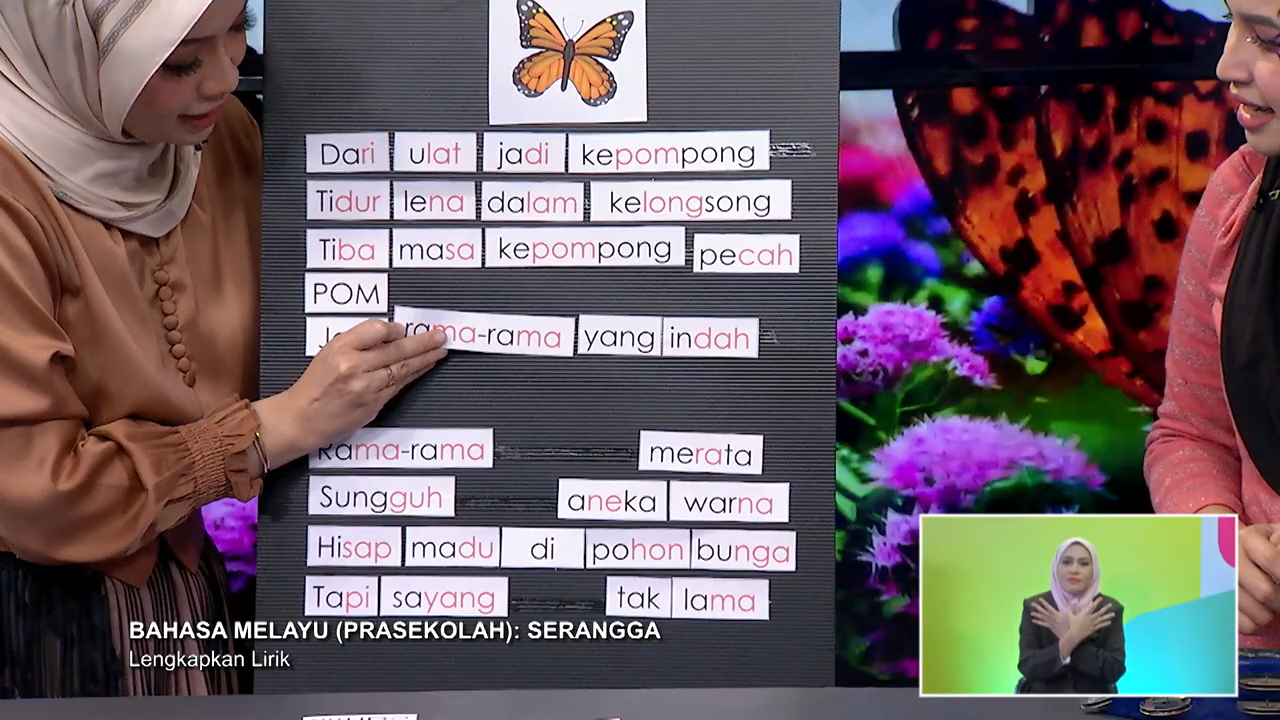 Dari ulat jadi kepompong
Tidur lena dalam kelongsong
Tiba masa kepompong pecah
POM
rama-rama yang indah
Rama-rama merata
Sungguh aneka warna
Hisap madu di pohon bunga
Tapi sayang tak lama
BAHASA MELAYU (PRASEKOLAH): SERANGGA
Lengkapkan Lirik